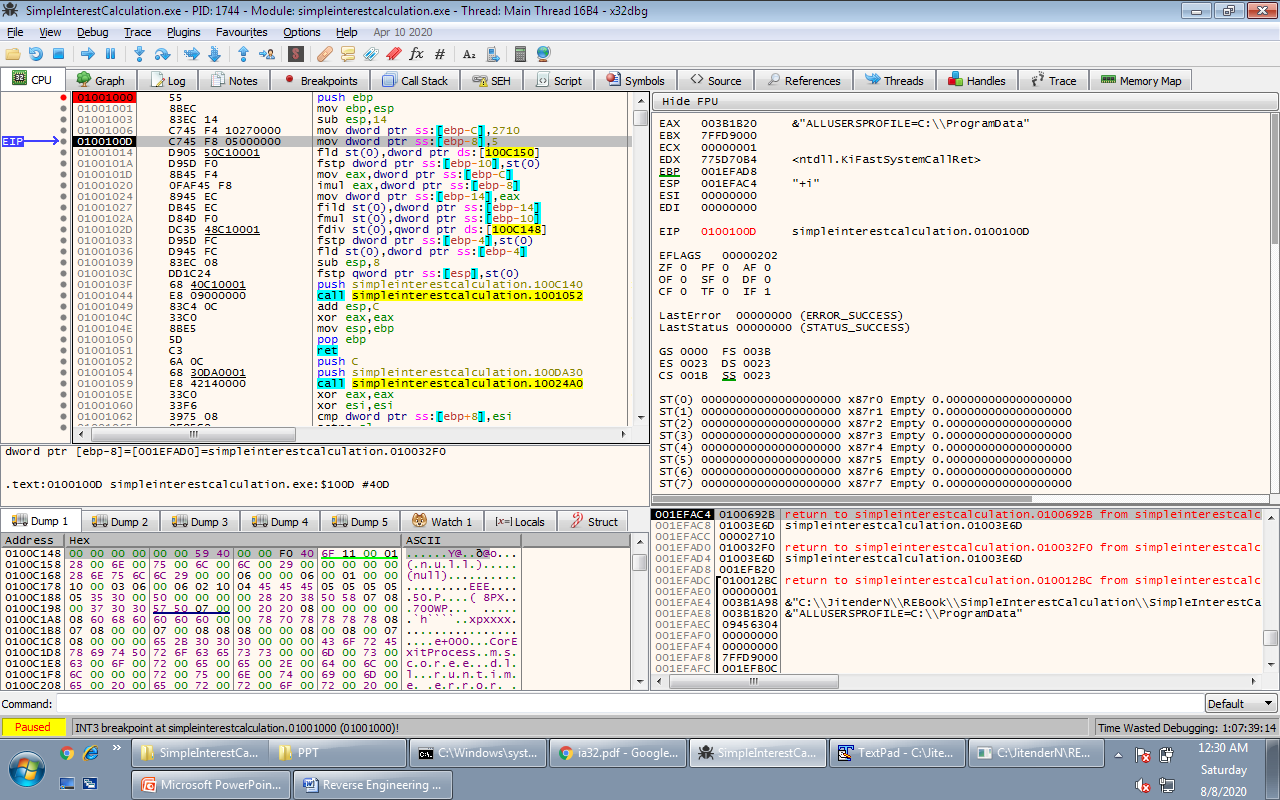 SimpleInterestCalculation.exe - PID: 1744 - Module: simpleinterestcalculation.exe - Thread: Main Thread 16B4 - x32dbg
File View Debug Trace Plugins Favourites Options Help Apr 10 2020
CPU Graph Log Notes Breakpoints Call Stack SEH Script Symbols Source References Threads Handles Trace Memory Map
EIP
01001000 55 push ebp
01001001 8BEC mov ebp,esp
01001003 83EC 14 sub esp,14
01001006 C745 F4 10270000 mov dword ptr ss:[ebp-C],2710
0100100D C745 F8 05000000 mov dword ptr ss:[ebp-8],5
01001014 D905 50C10001 fld st(0),dword ptr ds:[100C150]
0100101A D95D F0 fstp dword ptr ss:[ebp-10],st(0)
0100101D 8B45 F4 mov eax,dword ptr ss:[ebp-C]
01001020 0FAF45 F8 imul eax,dword ptr ss:[ebp-8]
01001024 8945 EC mov dword ptr ss:[ebp-14],eax
01001027 DB45 EC fild st(0),dword ptr ss:[ebp-14]
0100102A D84D F0 fmul st(0),dword ptr ss:[ebp-10]
0100102D DC35 48C10001 fdiv st(0),qword ptr ds:[100C148]
01001033 D95D FC fstp dword ptr ss:[ebp-4],st(0)
01001036 D945 FC fld st(0),dword ptr ss:[ebp-4]
01001039 83EC 08 sub esp,8
0100103C DD1C24 fstp qword ptr ss:[esp],st(0)
0100103F 68 40C10001 push simpleinterestcalculation.100C140
01001044 E8 09000000 call simpleinterestcalculation.1001052
01001049 83C4 0C add esp,C
0100104C 33C0 xor eax,eax
0100104E 8BE5 mov esp,ebp
01001050 5D pop ebp
01001051 C3 ret
01001052 6A 0C push C
01001054 68 30DA0001 push simpleinterestcalculation.100DA30
01001059 E8 42140000 call simpleinterestcalculation.10024A0
0100105E 33C0 xor eax,eax
01001060 33F6 xor esi,esi
01001062 3975 08 cmp dword ptr ss:[ebp+8],esi
Hide FPU
EAX 003B1B20 &"ALLUSERSPROFILE=C:\\ProgramData"
EBX 7FFD9000
ECX 00000001
EDX 775D70B4 <ntdll.KiFastSystemCallRet>
EBP 001EFAD8
ESP 001EFAC4 "+i"
ESI 00000000
EDI 00000000
EIP 0100100D simpleinterestcalculation.0100100D
EFLAGS 00000202
ZF 0 PF 0 AF 0
OF 0 SF 0 DF 0
CF 0 TF 0 IF 1
LastError 00000000 (ERROR_SUCCESS)
LastStatus 00000000 (STATUS_SUCCESS)
GS 0000 FS 003B
ES 0023 DS 0023
CS 001B SS 0023
ST(0) 00000000000000000000 x87r0 Empty 0.000000000000000000
ST(1) 00000000000000000000 x87r1 Empty 0.000000000000000000
ST(2) 00000000000000000000 x87r2 Empty 0.000000000000000000
ST(3) 00000000000000000000 x87r3 Empty 0.000000000000000000
ST(4) 00000000000000000000 x87r4 Empty 0.000000000000000000
ST(5) 00000000000000000000 x87r5 Empty 0.000000000000000000
ST(6) 00000000000000000000 x87r6 Empty 0.000000000000000000
ST(7) 00000000000000000000 x87r7 Empty 0.000000000000000000
dword ptr [ebp-8]=[001EFAD0]=simpleinterestcalculation.010032F0
.text:0100100D simpleinterestcalculation.exe:$100D #40D
Dump 1 Dump 2 Dump 3 Dump 4 Dump 5 Watch 1 [x=] Locals Struct
Address Hex ASCII
0100C148 00 00 00 00 00 00 59 40 00 00 F0 40 6F 11 00 01 ......Y@..ð@o...
0100C158 28 00 6E 00 75 00 6C 00 6C 00 29 00 00 00 00 00 (.n.u.l.l.).....
0100C168 28 6E 75 6C 6C 29 00 00 06 00 00 06 00 01 00 00 (null)..........
0100C178 10 00 03 06 00 06 02 10 04 45 45 45 05 05 05 05 .........EEE....
0100C188 05 35 30 00 50 00 00 00 00 28 20 38 50 58 07 08 .50.P....( 8PX..
0100C198 00 37 30 30 57 50 07 00 00 20 20 08 00 00 00 00 .700WP... .....
0100C1A8 08 60 68 60 60 60 60 00 00 78 70 78 78 78 78 08 .`h````..xpxxxx.
0100C1B8 07 08 00 00 07 00 08 08 08 00 00 08 00 08 00 07 ................
0100C1C8 08 00 00 00 65 2B 30 30 30 00 00 00 43 6F 72 45 ....e+000...CorE
0100C1D8 78 69 74 50 72 6F 63 65 73 73 00 00 6D 00 73 00 xitProcess..m.s.
0100C1E8 63 00 6F 00 72 00 65 00 65 00 2E 00 64 00 6C 00 c.o.r.e.e...d.l.
0100C1F8 6C 00 00 00 72 00 75 00 6E 00 74 00 69 00 6D 00 l...r.u.n.t.i.m.
0100C208 65 00 20 00 65 00 72 00 72 00 6F 00 72 00 20 00 e. .e.r.r.o.r. .
001EFAC4 0100692B return to simpleinterestcalculation.0100692B from simpleinterestcalc
001EFAC8 01003E6D simpleinterestcalculation.01003E6D
001EFACC 00002710
001EFAD0 010032F0 return to simpleinterestcalculation.010032F0 from simpleinterestcalc
001EFAD4 01003E6D simpleinterestcalculation.01003E6D
001EFAD8 001EFB20
001EFADC 010012BC return to simpleinterestcalculation.010012BC from simpleinterestcalc
001EFAE0 00000001
001EFAE4 003B1A98 &"C:\\JitenderN\\REBook\\SimpleInterestCalculation\\SimpleInterestCa
001EFAE8 003B1B20 &"ALLUSERSPROFILE=C:\\ProgramData"
001EFAEC 09456304
001EFAF0 00000000
001EFAF4 00000000
001EFAF8 7FFD9000
001EFAFC 001EFB0C
Command: Default
Paused INT3 breakpoint at simpleinterestcalculation.01001000 (01001000)! Time Wasted Debugging: 1:07:39:14
SimpleInterestCa... PPT C:\Windows\syst... ia32.pdf - Google... SimpleInterestCa... TextPad - C:\Jite... C:\JitenderN\RE...
Microsoft PowerPoin... Reverse Engineering ...
12:30 AM
Saturday
8/8/2020